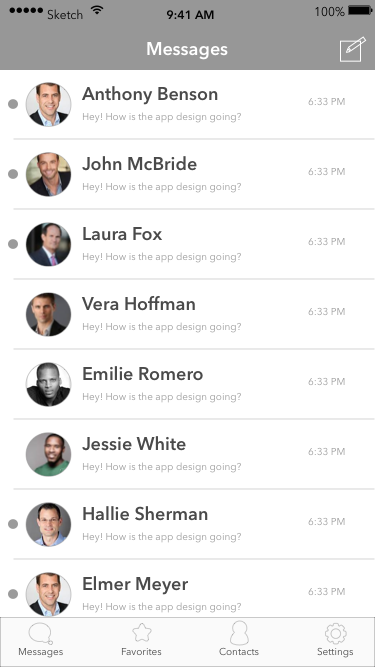 Sketch 9:41 AM 100%
Messages
Anthony Benson 6:33 PM
Hey! How is the app design going?
John McBride 6:33 PM
Hey! How is the app design going?
Laura Fox 6:33 PM
Hey! How is the app design going?
Vera Hoffman 6:33 PM
Hey! How is the app design going?
Emilie Romero 6:33 PM
Hey! How is the app design going?
Jessie White 6:33 PM
Hey! How is the app design going?
Hallie Sherman 6:33 PM
Hey! How is the app design going?
Elmer Meyer 6:33 PM
Hey! How is the app design going?
Messages Favorites Contacts Settings